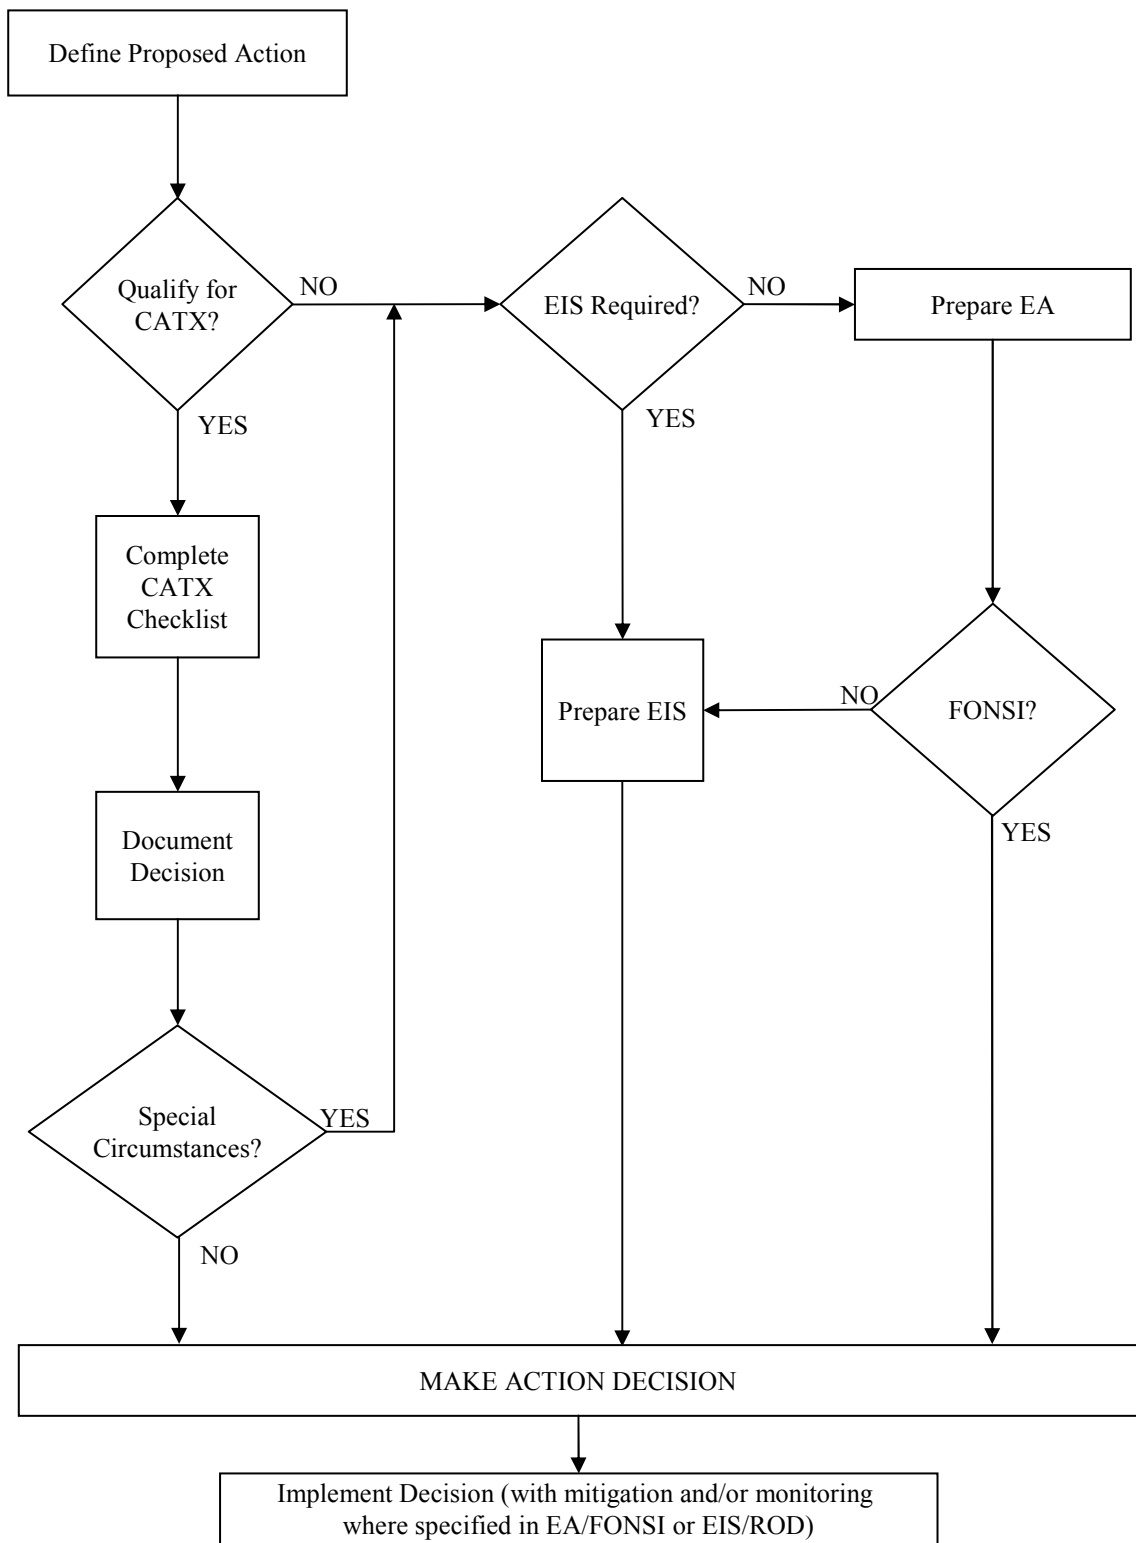 Define Proposed Action
Qualify for
CATX?
NO
YES
EIS Required?
NO
YES
Prepare EA
Complete
CATX
Checklist
Prepare EIS
NO
FONSI?
YES
Document
Decision
Special
Circumstances?
YES
NO
MAKE ACTION DECISION
Implement Decision (with mitigation and/or monitoring
where specified in EA/FONSI or EIS/ROD)